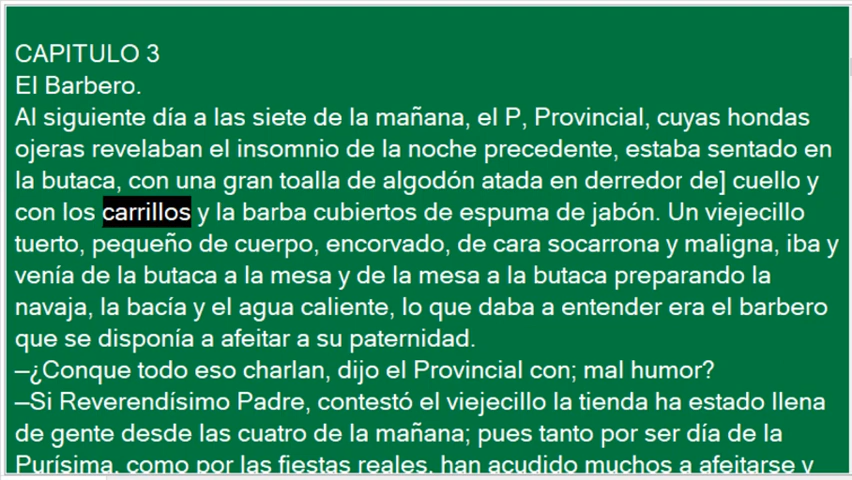 CAPITULO 3
El Barbero.
Al siguiente día a las siete de la mañana, el P, Provincial, cuyas hondas
ojeras revelaban el insomnio de la noche precedente, estaba sentado en
la butaca, con una gran toalla de algodón atada en derredor de] cuello y
con los carrillos y la barba cubiertos de espuma de jabón. Un viejecillo
tuerto, pequeño de cuerpo, encorvado, de cara socarrona y maligna, iba y
venía de la butaca a la mesa y de la mesa a la butaca preparando la
navaja, la bacía y el agua caliente, lo que daba a entender era el barbero
que se disponía a afeitar a su paternidad.
—¿Conque todo eso charlan, dijo el Provincial con; mal humor?
—Si Reverendísimo Padre, contestó el viejecillo la tienda ha estado llena
de gente desde las cuatro de la mañana; pues tanto por ser día de la
Purísima, como por las fiestas reales, han acudido muchos a afeitarse y